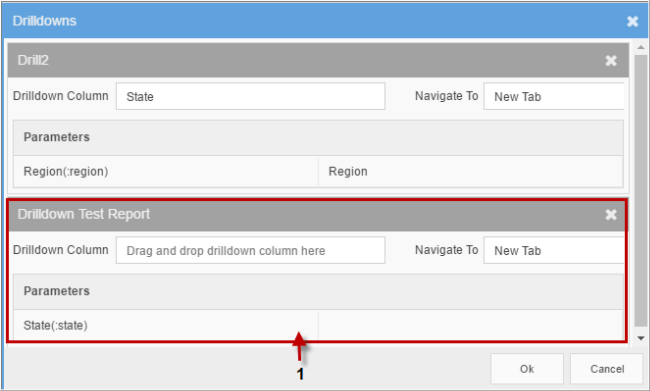 Drilldowns
Drill2
Drilldown Column State Navigate To New Tab
Parameters
Region(:region) Region
Drilldown Test Report
Drilldown Column Drag and drop drilldown column here Navigate To New Tab
Parameters
State(:state)
1
Ok Cancel